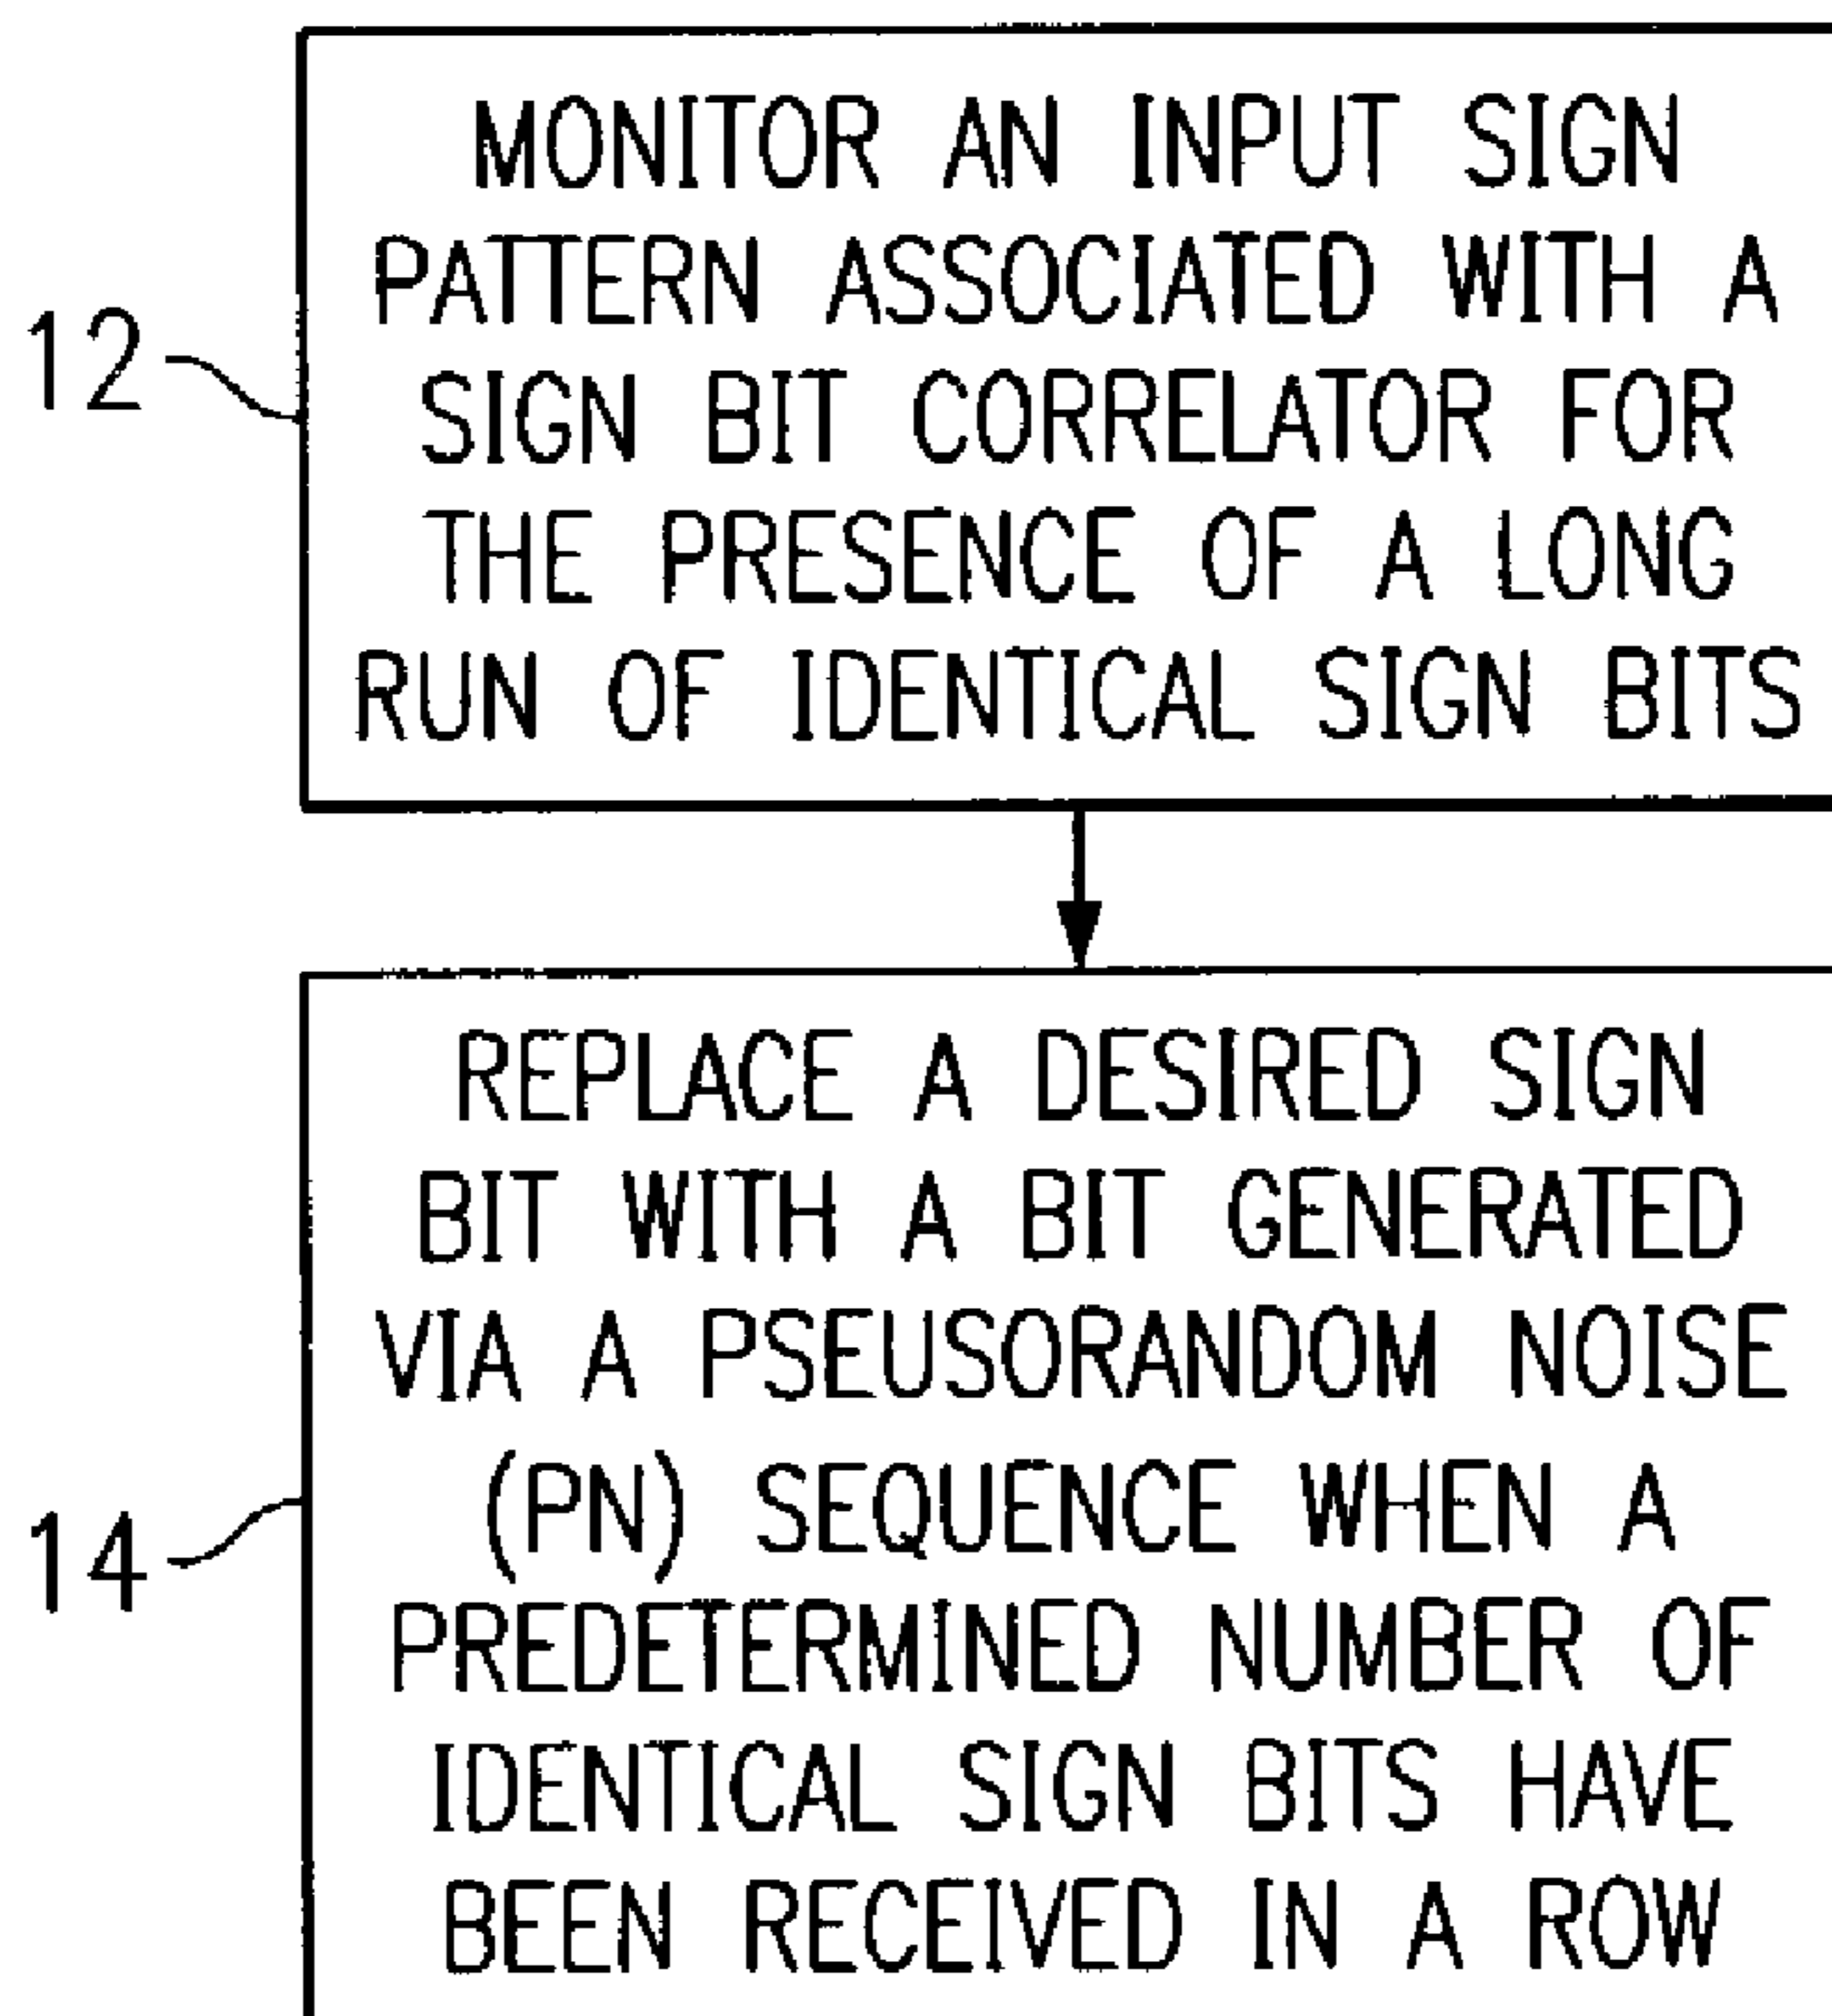 MONITOR AN INPUT SIGN
PATTERN ASSOCIATED WITH A
12
SIGN BIT CORRELATOR FOR
THE PRESENCE OF A LONG
RUN OF IDENTICAL SIGN BITS
REPLACE A DESIRED SIGN
BIT WITH A BIT GENERATED
VIA A PSEUSORANDOM NOISE
(PN) SEQUENCE WHEN A
14
PREDETERMINED NUMBER OF
IDENTICAL SIGN BITS HAVE
BEEN RECEIVED IN A ROW